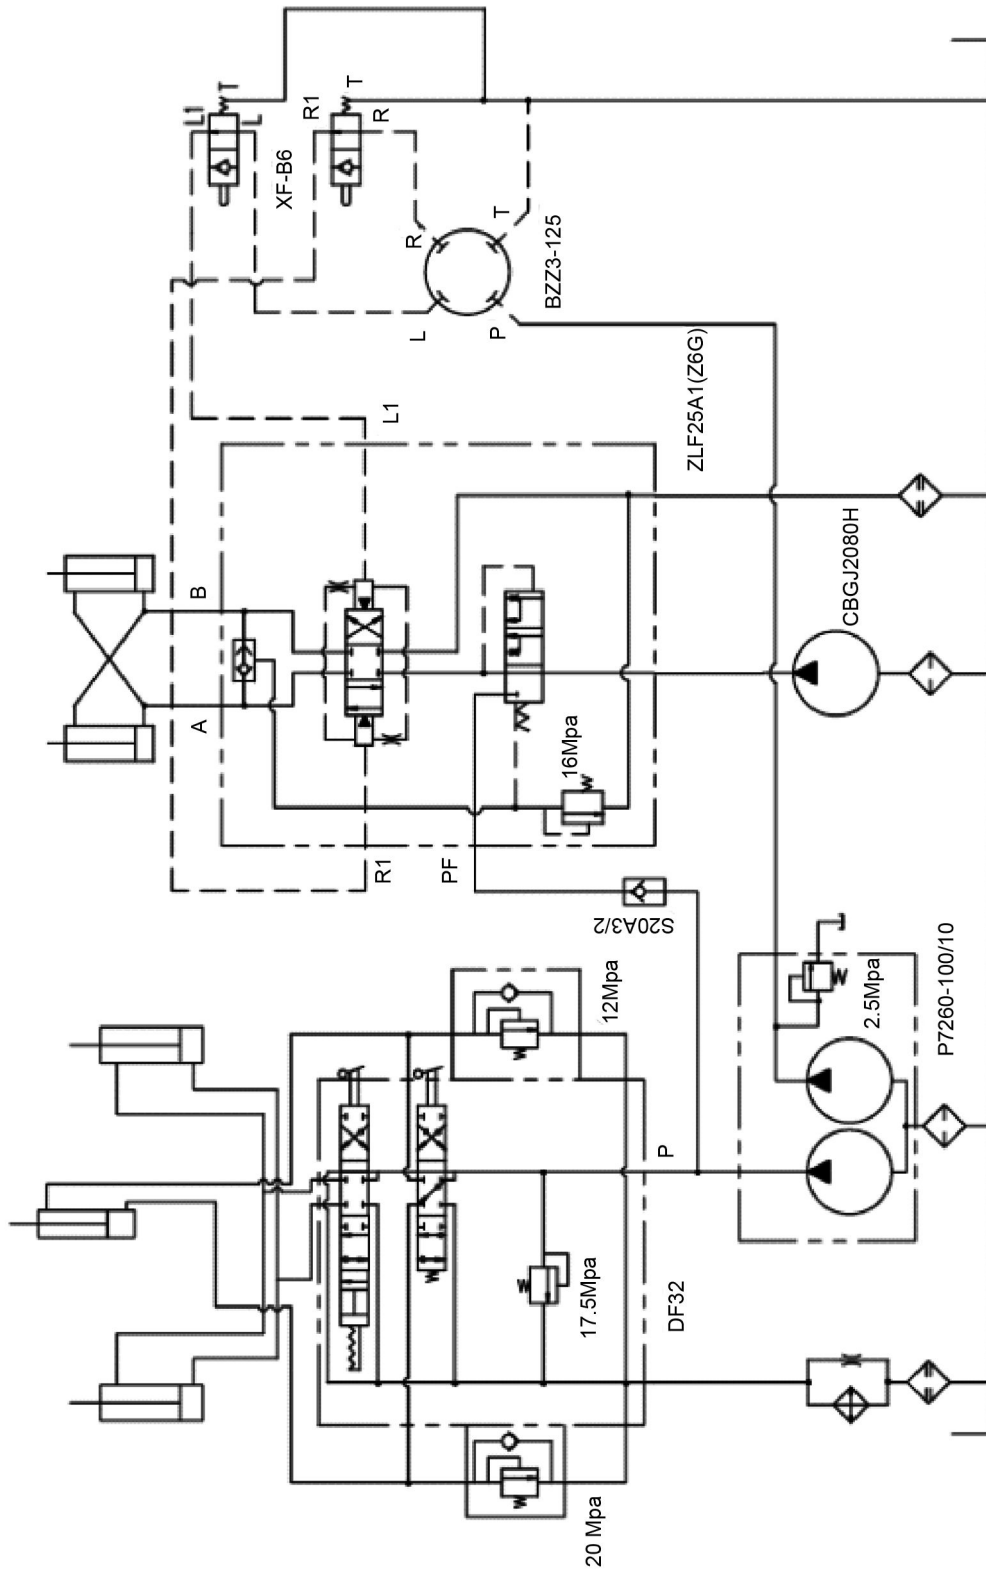 L1
T
L
XF-B6
R1
T
R
R
T
L
P
BZZ3-125
L1
ZLF25A1(Z6G)
B
A
16Mpa
CBGJ2080H
R1
PF
S20A3/2
12Mpa
2.5Mpa
P7260-100/10
P
17.5Mpa
DF32
20 Mpa